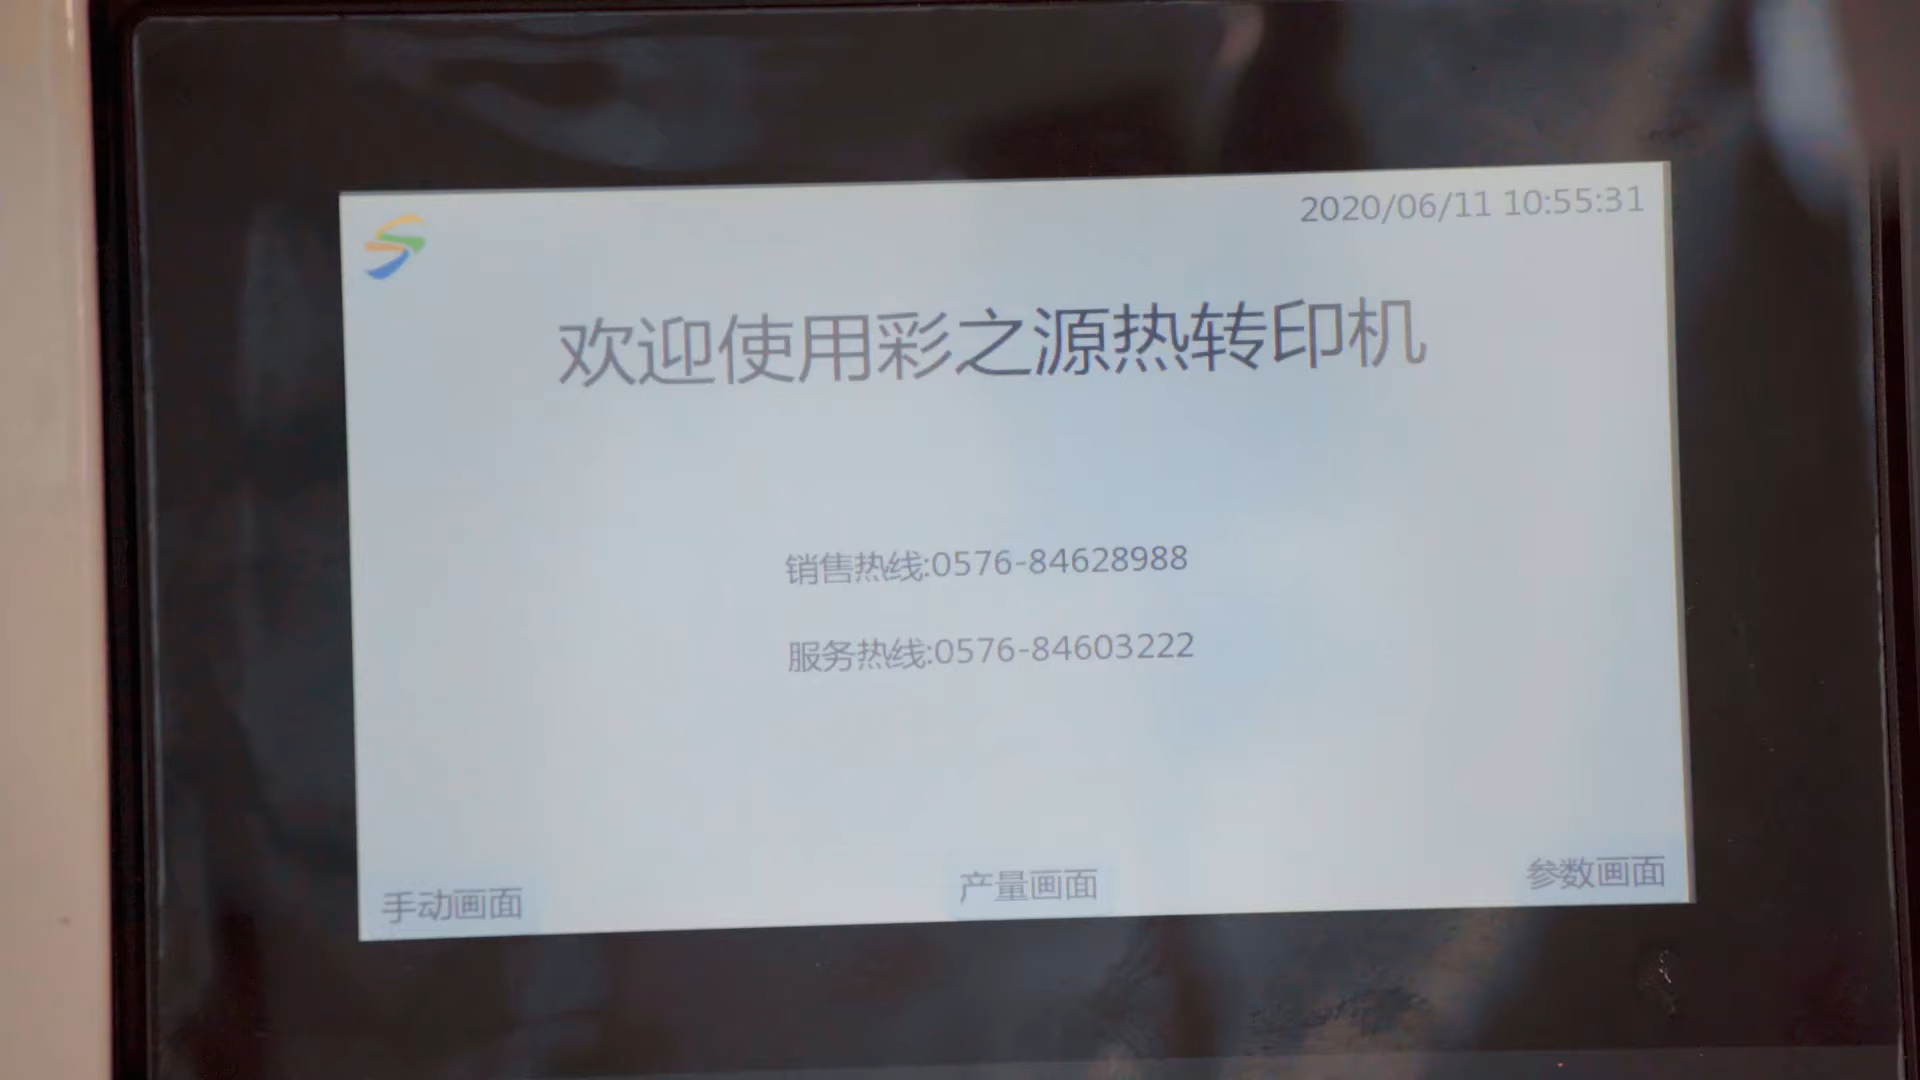 2020/06/11 10:55:31
欢迎使用彩之源热转印机
销售热线:0576-84628988
服务热线:0576-84603222
手动画面 产量画面 参数画面